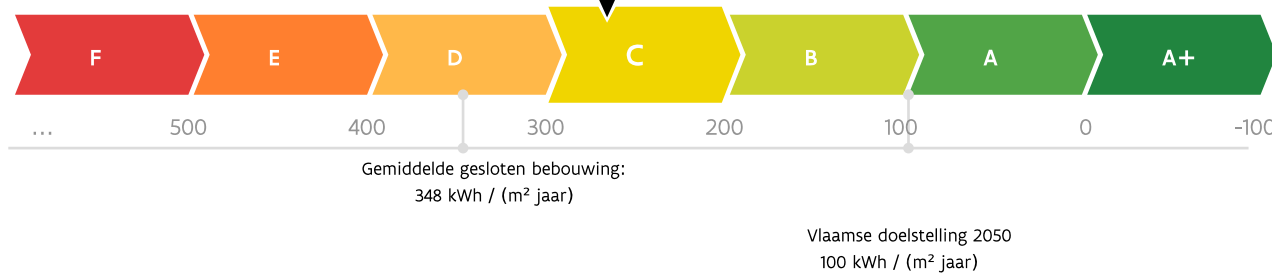 F E D C B A A+
... 500 400 300 200 100 0 -100
Gemiddelde gesloten bebouwing:
348 kWh / (m² jaar)
Vlaamse doelstelling 2050
100 kWh / (m² jaar)